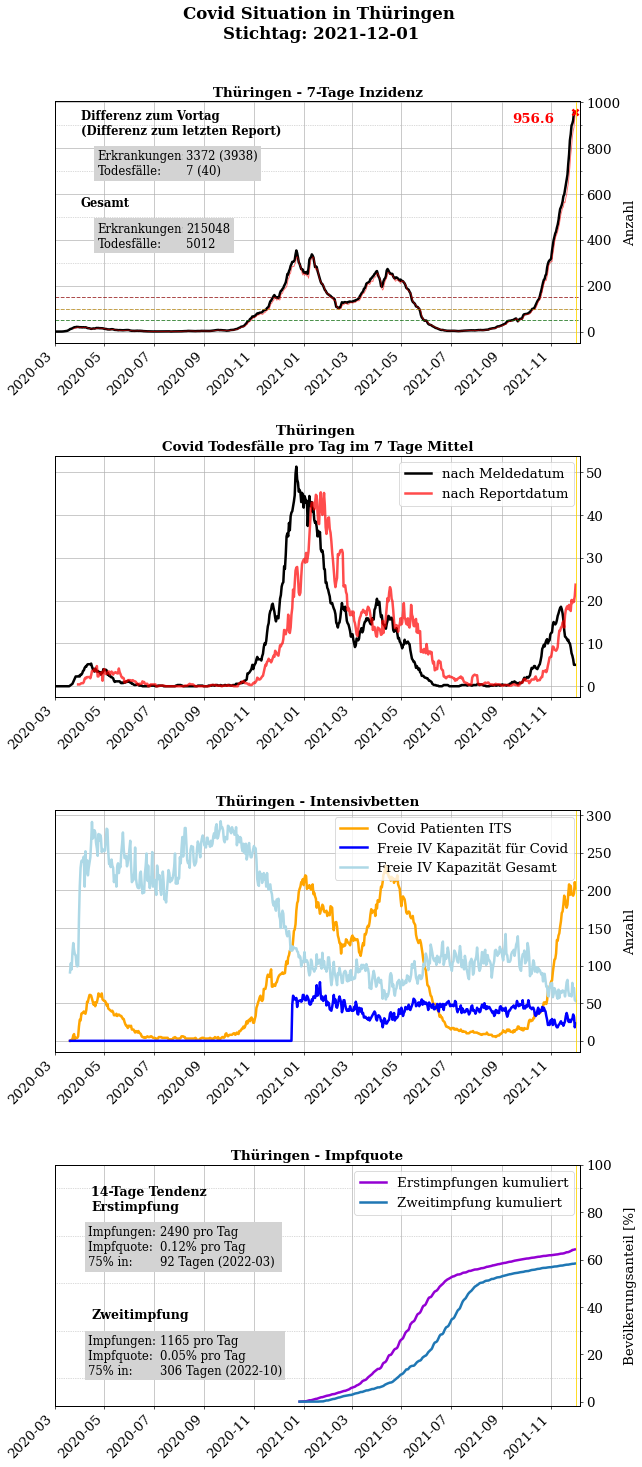 Covid Situation in Thüringen
Stichtag: 2021-12-01
Thüringen - 7-Tage Inzidenz
Differenz zum Vortag
(Differenz zum letzten Report)
Erkrankungen 3372 (3938)
Todesfälle: 7 (40)
Gesamt
Erkrankungen 215048
Todesfälle: 5012
956.6
1000
800
600
400
200
0
Anzahl
2020-03
2020-05
2020-07
2020-09
2020-11
2021-01
2021-03
2021-05
2021-07
2021-09
2021-11
Thüringen
Covid Todesfälle pro Tag im 7 Tage Mittel
nach Meldedatum
nach Reportdatum
50
40
30
20
10
0
2020-03
2020-05
2020-07
2020-09
2020-11
2021-01
2021-03
2021-05
2021-07
2021-09
2021-11
Thüringen - Intensivbetten
Covid Patienten ITS
Freie IV Kapazität für Covid
Freie IV Kapazität Gesamt
300
250
200
150
100
50
0
Anzahl
2020-03
2020-05
2020-07
2020-09
2020-11
2021-01
2021-03
2021-05
2021-07
2021-09
2021-11
Thüringen - Impfquote
14-Tage Tendenz
Erstimpfung
Impfungen: 2490 pro Tag
Impfquote: 0.12% pro Tag
75% in: 92 Tagen (2022-03)
Zweitimpfung
Impfungen: 1165 pro Tag
Impfquote: 0.05% pro Tag
75% in: 306 Tagen (2022-10)
Erstimpfungen kumuliert
Zweitimpfung kumuliert
100
80
60
40
20
0
Bevölkerungsanteil [%]
2020-03
2020-05
2020-07
2020-09
2020-11
2021-01
2021-03
2021-05
2021-07
2021-09
2021-11